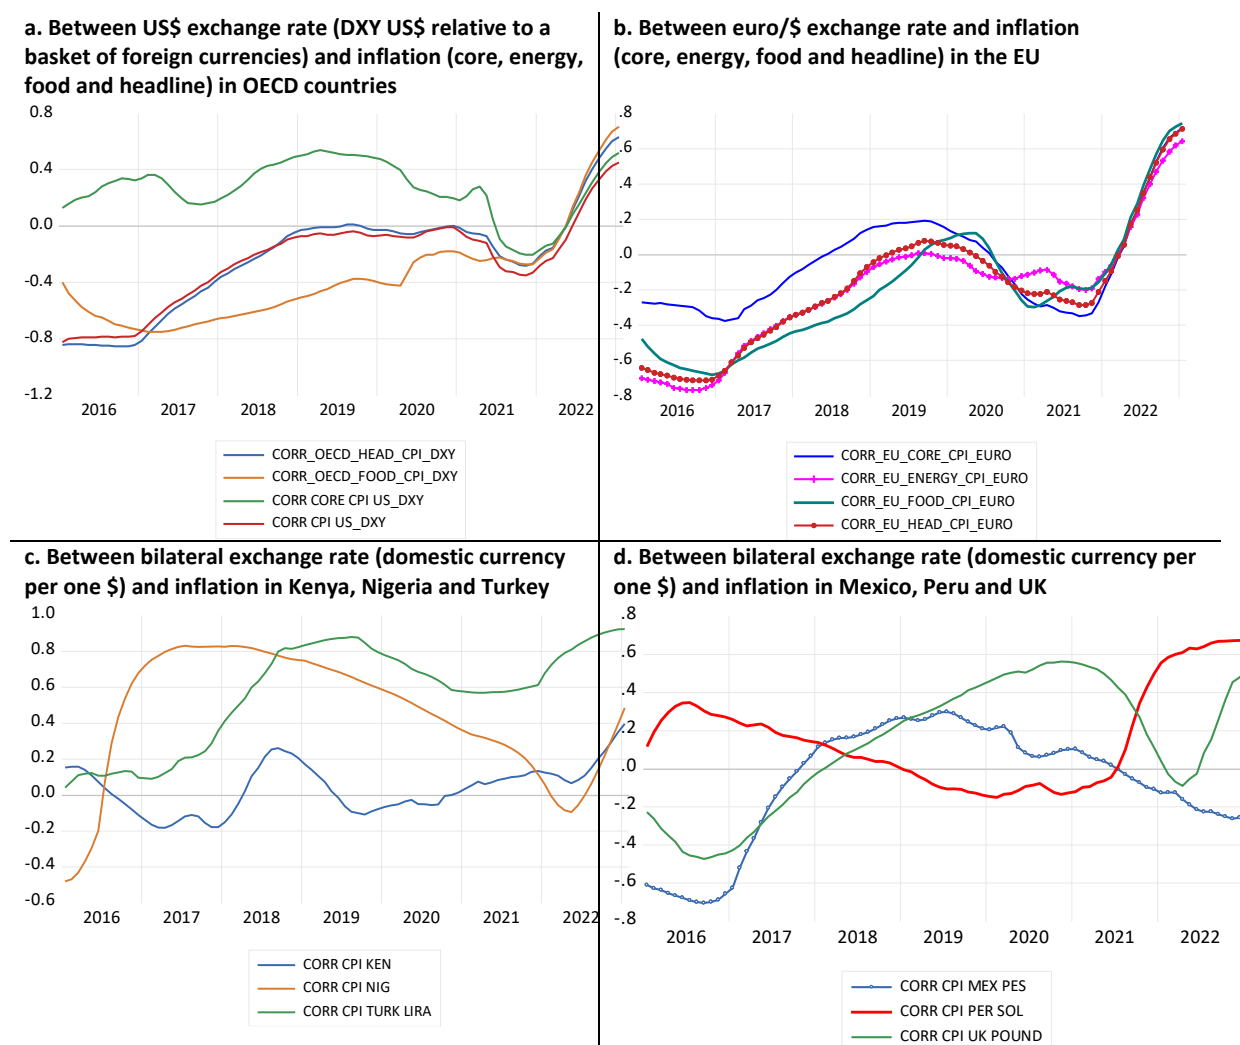 a. Between US$ exchange rate (DXY US$ relative to a
basket of foreign currencies) and inflation (core, energy,
food and headline) in OECD countries
0.8
0.4
0.0
-0.4
-0.8
-1.2
2016 2017 2018 2019 2020 2021 2022
CORR_OECD_HEAD_CPI_DXY
CORR_OECD_FOOD_CPI_DXY
CORR CORE CPI US_DXY
CORR CPI US_DXY
b. Between euro/$ exchange rate and inflation
(core, energy, food and headline) in the EU
.8
.6
.4
.2
.0
-.2
-.4
-.6
-.8
2016 2017 2018 2019 2020 2021 2022
CORR_EU_CORE_CPI_EURO
CORR_EU_ENERGY_CPI_EURO
CORR_EU_FOOD_CPI_EURO
CORR_EU_HEAD_CPI_EURO
c. Between bilateral exchange rate (domestic currency
per one $) and inflation in Kenya, Nigeria and Turkey
1.0
0.8
0.6
0.4
0.2
0.0
-0.2
-0.4
-0.6
2016 2017 2018 2019 2020 2021 2022
CORR CPI KEN
CORR CPI NIG
CORR CPI TURK LIRA
d. Between bilateral exchange rate (domestic currency per
one $) and inflation in Mexico, Peru and UK
.8
.6
.4
.2
.0
-.2
-.4
-.6
-.8
2016 2017 2018 2019 2020 2021 2022
CORR CPI MEX PES
CORR CPI PER SOL
CORR CPI UK POUND